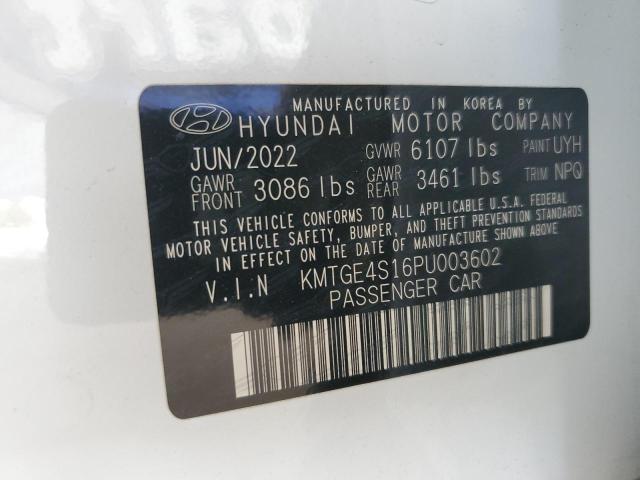 MANUFACTURED IN KOREA BY
HYUNDAI MOTOR COMPANY
JUN/2022 GVWR 6107 lbs PAINT UYH
GAWR FRONT 3086 lbs GAWR REAR 3461 lbs TRIM NPQ
THIS VEHICLE CONFORMS TO ALL APPLICABLE U.S.A. FEDERAL
MOTOR VEHICLE SAFETY, BUMPER, AND THEFT PREVENTION STANDARDS
IN EFFECT ON THE DATE OF MANUFACTURE SHOWN ABOVE.
V.I.N KMTGE4S16PU003602
PASSENGER CAR